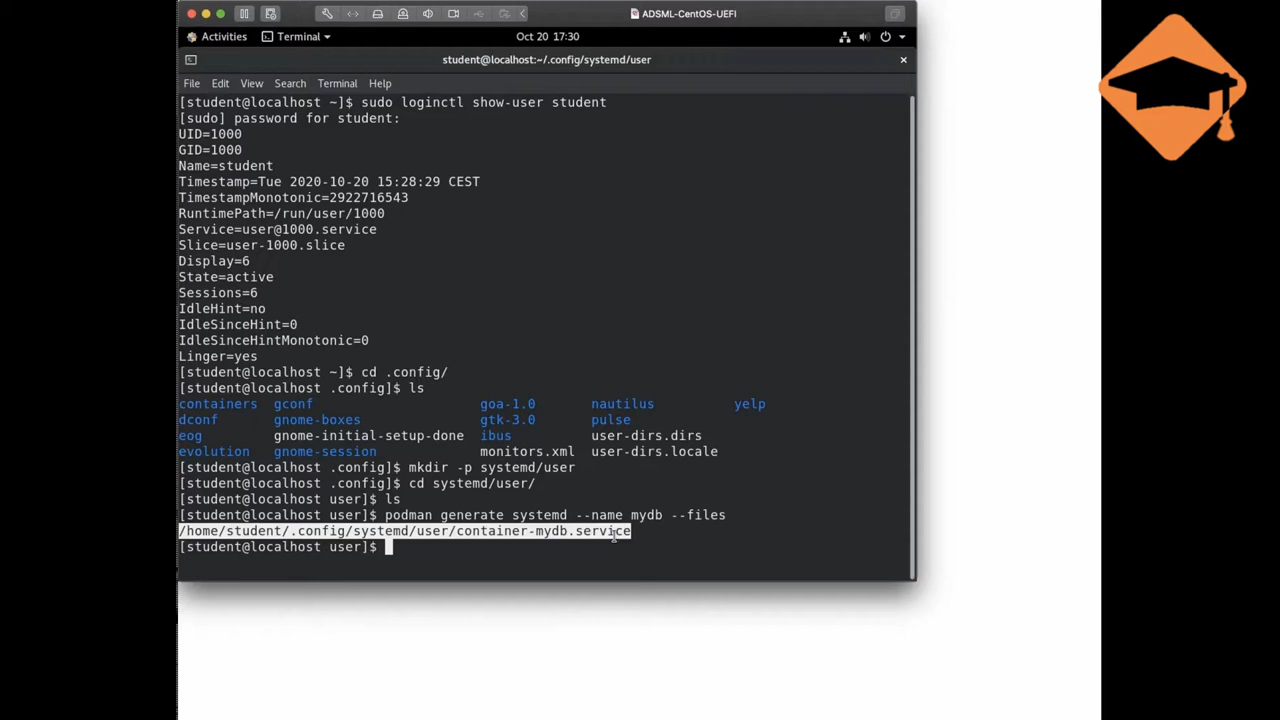 ADSML-CentOS-UEFI
Activities Terminal Oct 20 17:30
student@localhost:~/.config/systemd/user
File Edit View Search Terminal Help
[student@localhost ~]$ sudo loginctl show-user student
[sudo] password for student:
UID=1000
GID=1000
Name=student
Timestamp=Tue 2020-10-20 15:28:29 CEST
TimestampMonotonic=2922716543
RuntimePath=/run/user/1000
Service=user@1000.service
Slice=user-1000.slice
Display=6
State=active
Sessions=6
IdleHint=no
IdleSinceHint=0
IdleSinceHintMonotonic=0
Linger=yes
[student@localhost ~]$ cd .config/
[student@localhost .config]$ ls
containers gconf goa-1.0 nautilus yelp
dconf gnome-boxes gtk-3.0 pulse
eog gnome-initial-setup-done ibus user-dirs.dirs
evolution gnome-session monitors.xml user-dirs.locale
[student@localhost .config]$ mkdir -p systemd/user
[student@localhost .config]$ cd systemd/user/
[student@localhost user]$ ls
[student@localhost user]$ podman generate systemd --name mydb --files
/home/student/.config/systemd/user/container-mydb.service
[student@localhost user]$